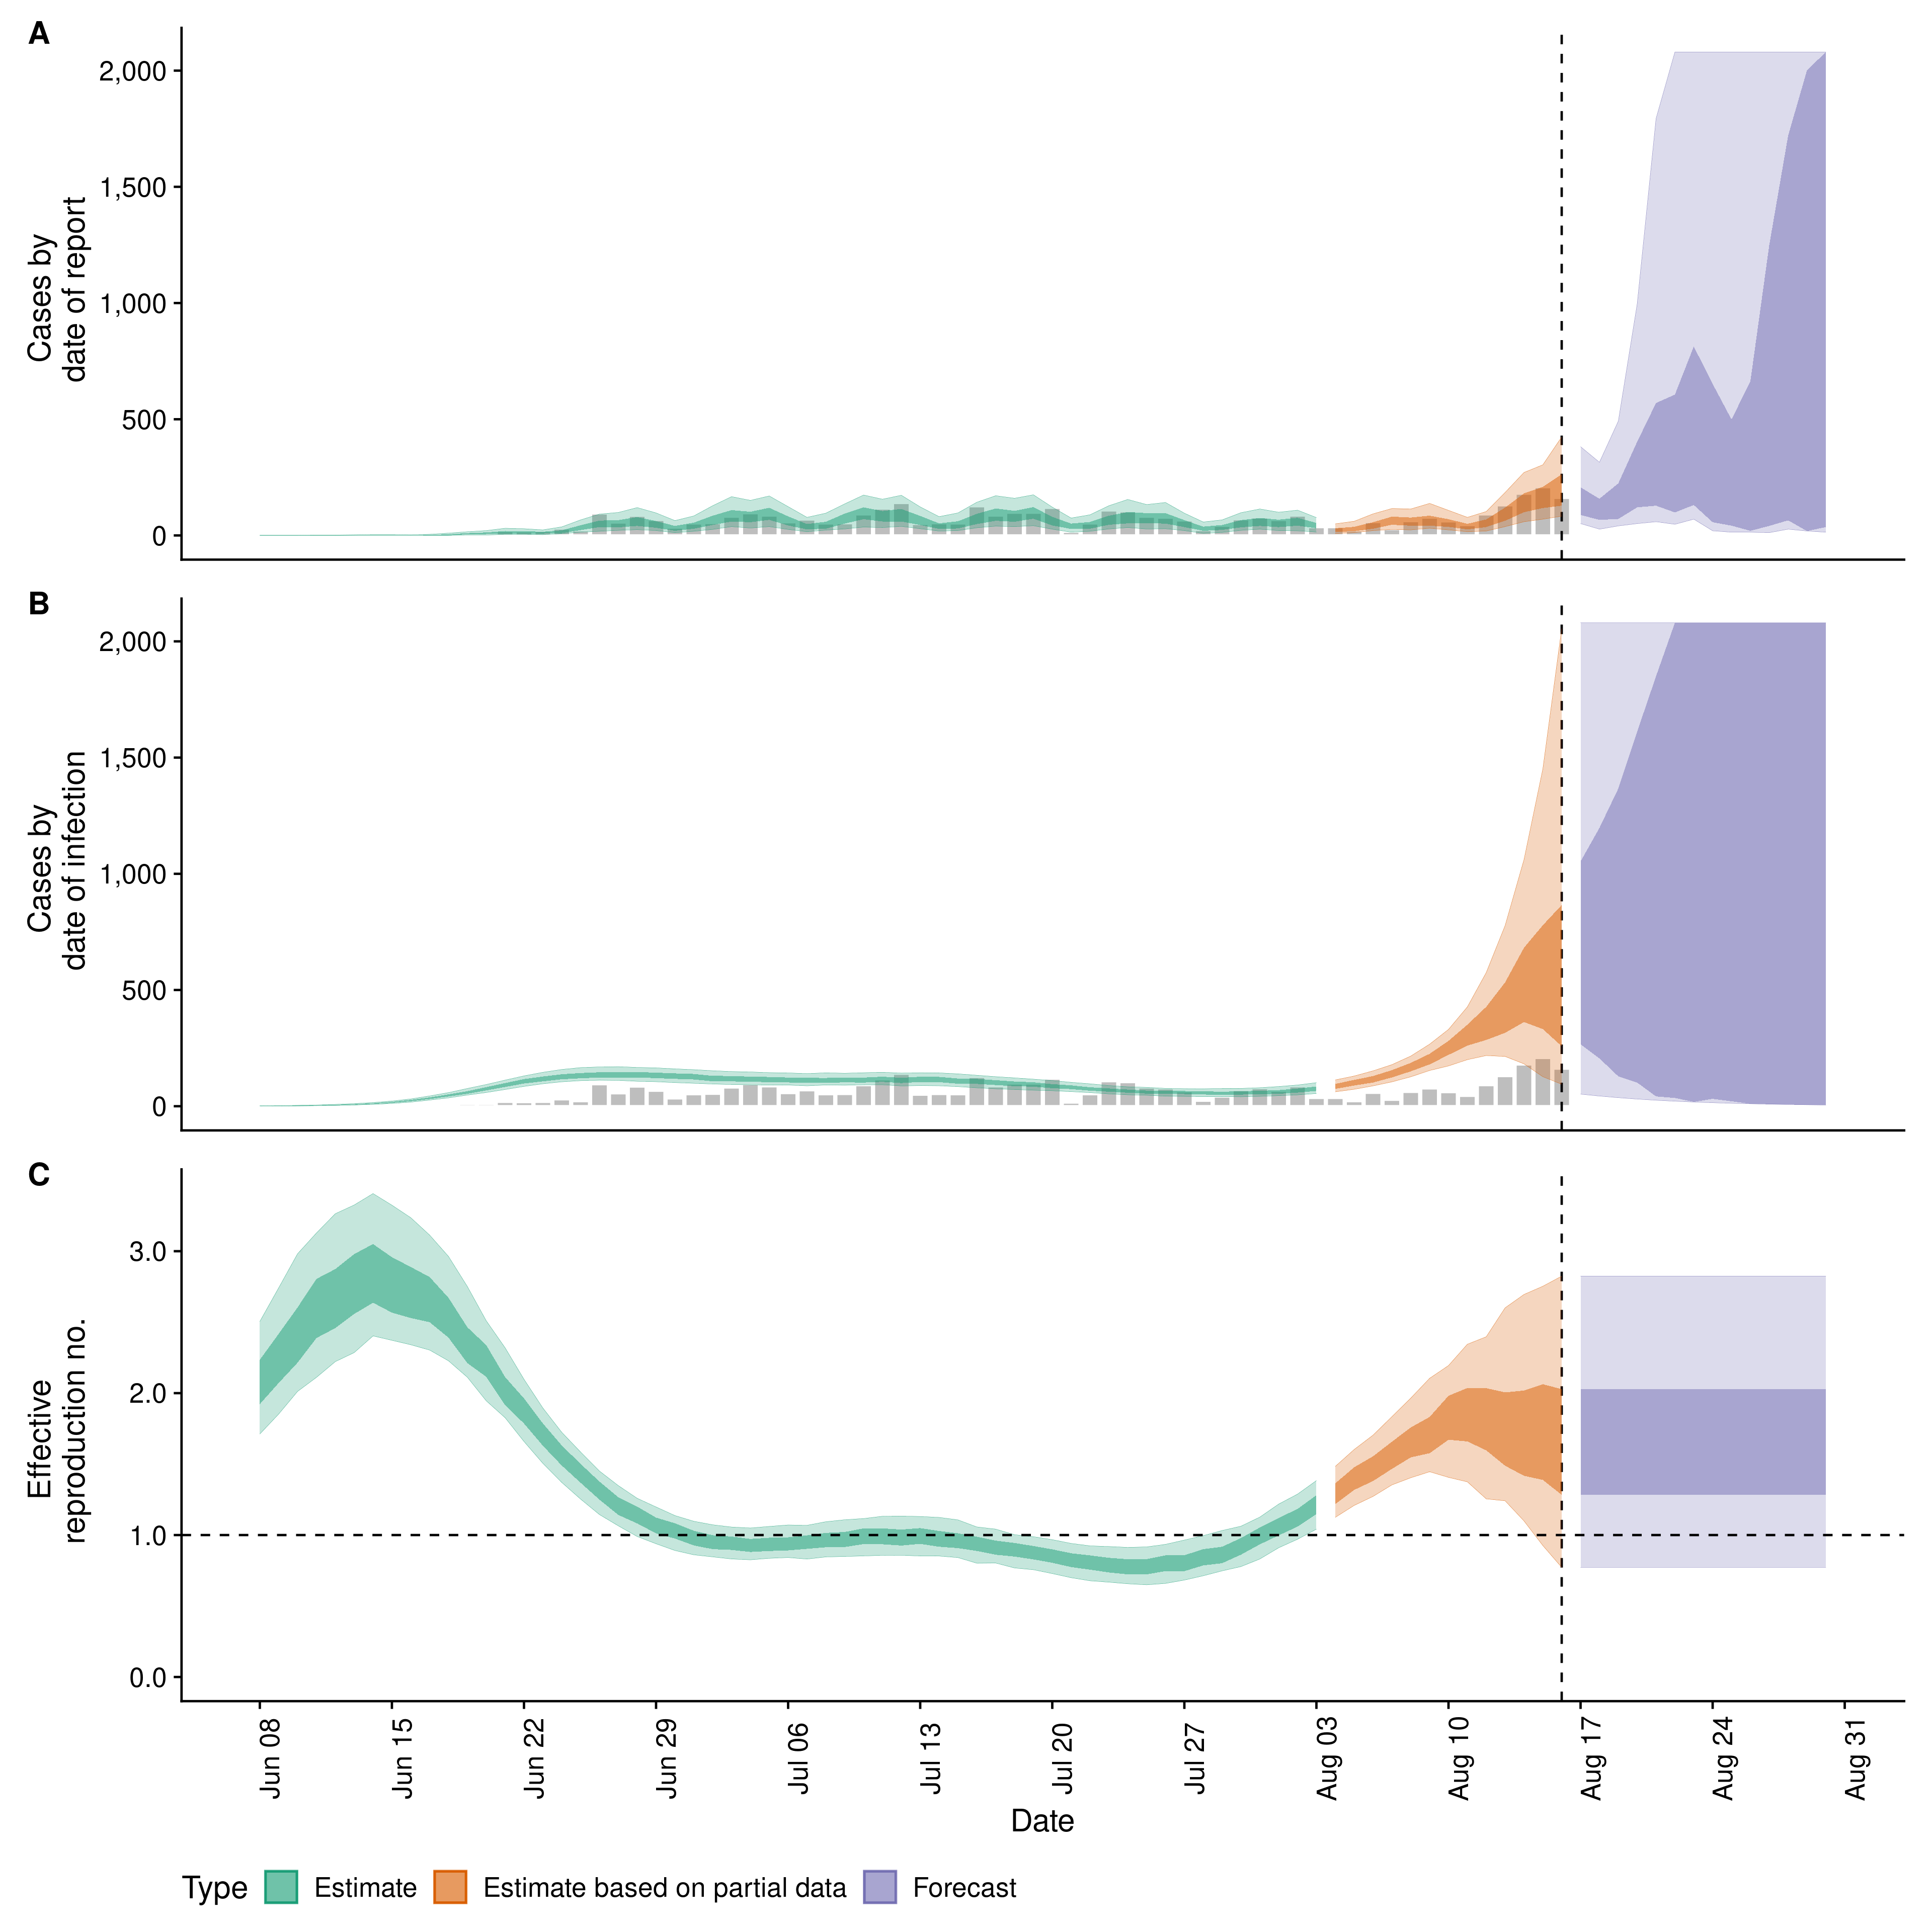 A
Cases by
date of report
2,000
1,500
1,000
500
0
B
Cases by
date of infection
2,000
1,500
1,000
500
0
C
Effective
reproduction no.
3.0
2.0
1.0
0.0
Jun 08
Jun 15
Jun 22
Jun 29
Jul 06
Jul 13
Jul 20
Jul 27
Aug 03
Aug 10
Aug 17
Aug 24
Aug 31
Date
Type Estimate Estimate based on partial data Forecast